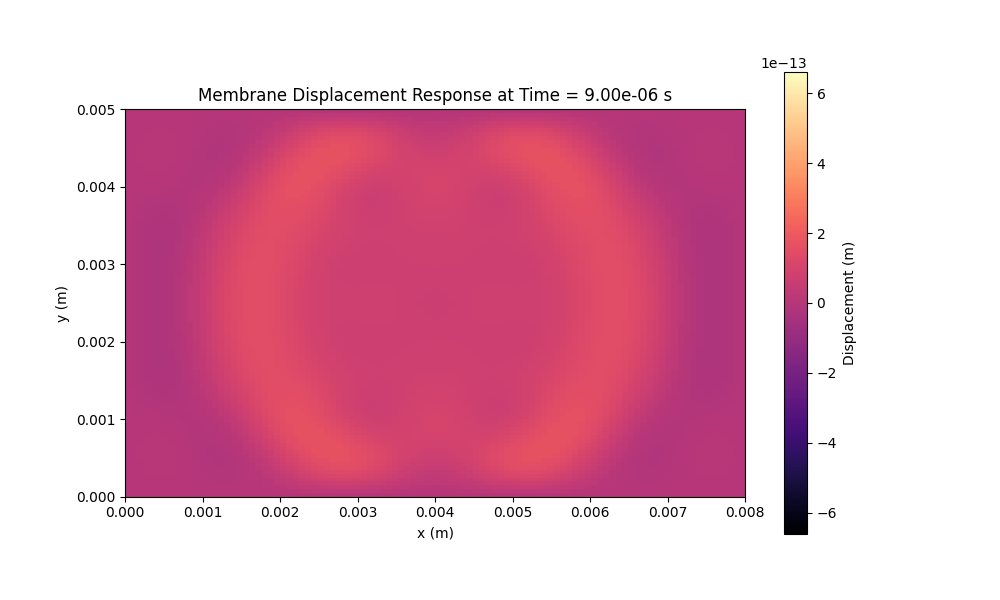 1e−13
Membrane Displacement Response at Time = 9.00e-06 s
0.005
0.004
0.003
0.002
0.001
0.000
y (m)
0.000 0.001 0.002 0.003 0.004 0.005 0.006 0.007 0.008
x (m)
6
4
2
0
−2
−4
−6
Displacement (m)